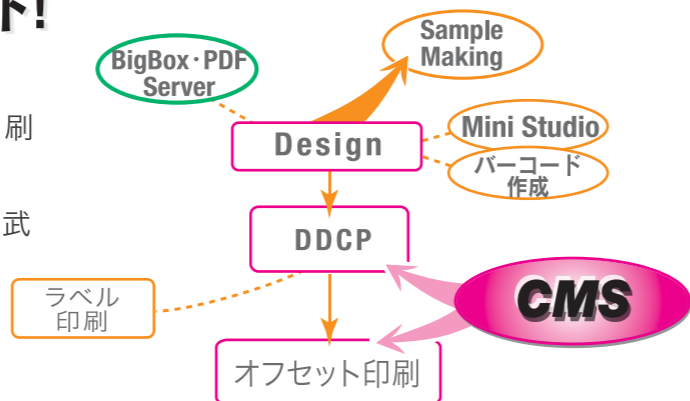 ト!
刷
武
BigBox・PDF
Server
Sample
Making
Design
Mini Studio
バーコード
作成
DDCP
ラベル
印刷
CMS
オフセット印刷